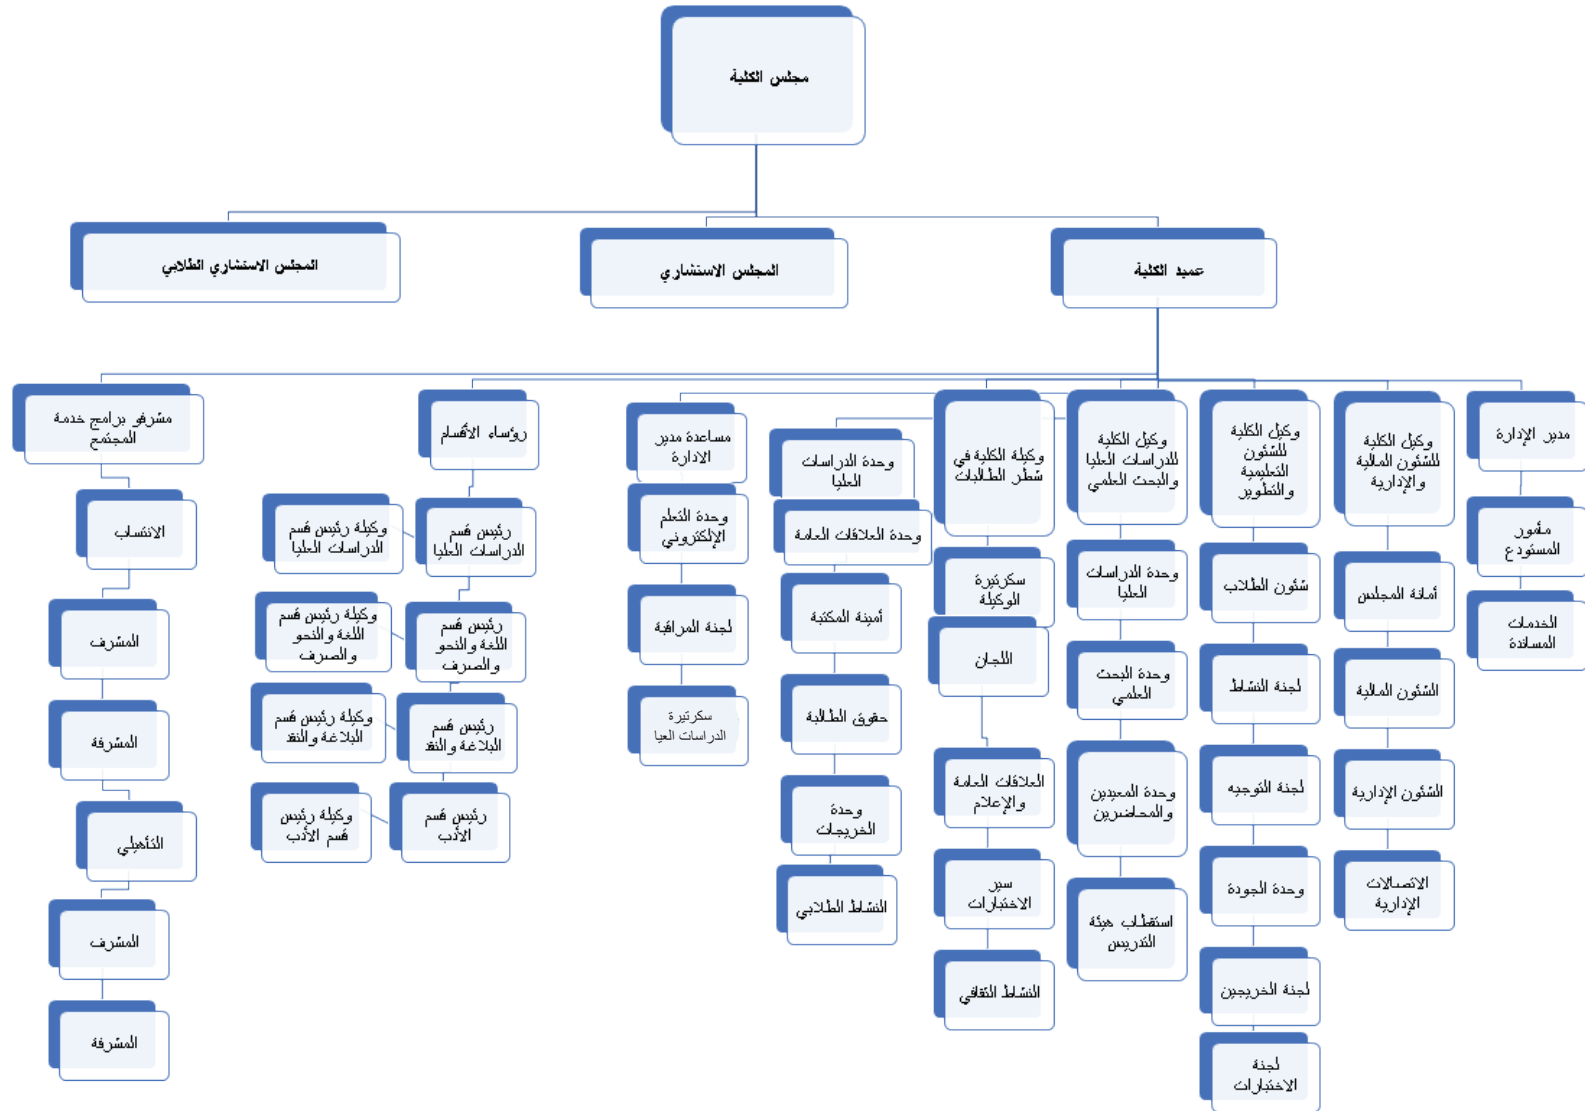 مجلس الكلية
عميد الكلية
المجلس الاستشاري
المجلس الاستشاري الطلابي
مدير الإدارة
مأمور
المستودع
الخدمات
المساندة
وكيل الكلية
للشئون المالية
والإدارية
أمانة المجلس
الشئون المالية
الشئون الإدارية
الاتصالات
الإدارية
وكيل الكلية
للشئون
التعليمية
والتطوير
شئون الطلاب
لجنة النشاط
لجنة التوجيه
وحدة الجودة
لجنة الخريجين
لجنة
الاختبارات
وكيل الكلية
للدراسات العليا
والبحث العلمي
وحدة الدراسات
العليا
وحدة البحث
العلمي
وحدة المعيدين
والمحاضرين
استقطاب هيئة
التدريس
وكيلة الكلية في
شطر الطالبات
سكرتيرة
الوكيلة
اللجان
العلاقات العامة
والإعلام
سير
الاختبارات
النشاط الثقافي
وحدة الدراسات
العليا
وحدة العلاقات العامة
أمينة المكتبة
حقوق الطالبة
وحدة
الخريجات
النشاط الطلابي
مساعدة مدير
الادارة
وحدة التعلم
الإلكتروني
لجنة المراقبة
سكرتيرة
الدراسات العيا
رؤساء الأقسام
رئيس قسم
الدراسات العليا
وكيلة رئيس قسم
الدراسات العليا
رئيس قسم
اللغة والنحو
والصرف
وكيلة رئيس قسم
اللغة والنحو
والصرف
رئيس قسم
البلاغة والنقد
وكيلة رئيس قسم
البلاغة والنقد
رئيس قسم
الأدب
وكيلة رئيس
قسم الأدب
مشرفو برامج خدمة
المجتمع
الانتساب
المشرف
المشرفة
التأهيلي
المشرف
المشرفة